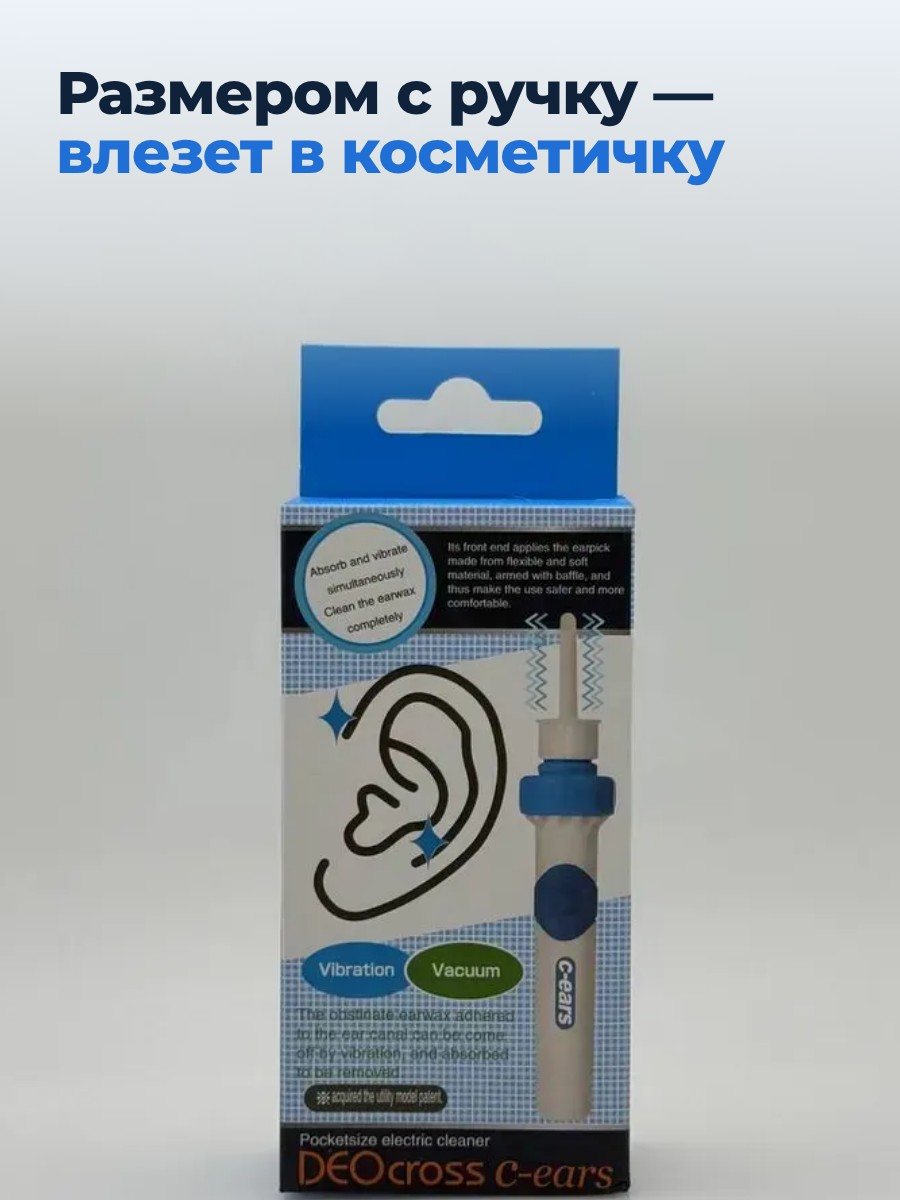 Размером с ручку —
влезет в косметичку
Absorb and vibrate
simultaneously
Clean the earwax
completely
Its front end applies the earpick
made from flexible and soft
material, armed with baffle, and
thus make the use safer and more
comfortable.
Vibration
Vacuum
c-ears
The obstinate earwax adhered
to the ear canal can be come
off by vibration, and absorbed
to be removed
acquired the utility model patent.
Pocketsize electric cleaner
DEOcross c-ears